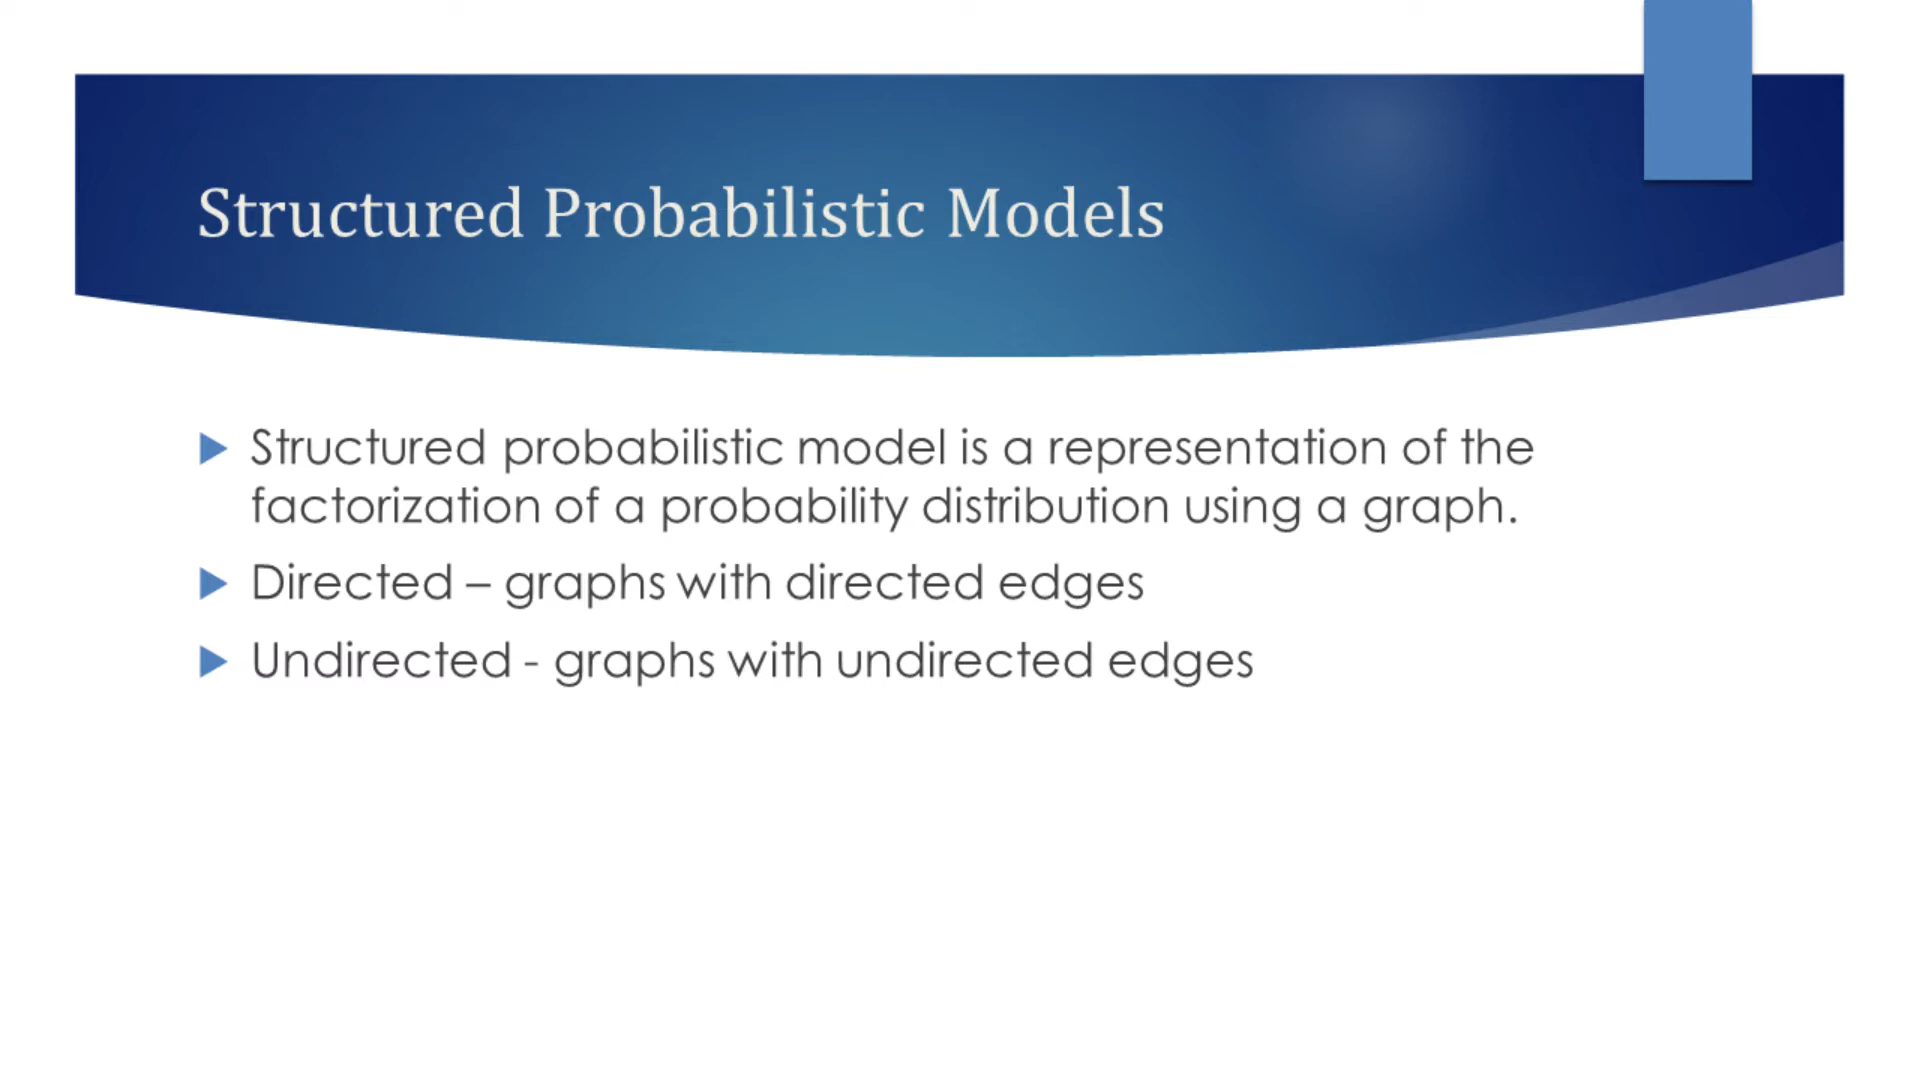 Structured Probabilistic Models
Structured probabilistic model is a representation of the
factorization of a probability distribution using a graph.
Directed – graphs with directed edges
Undirected - graphs with undirected edges